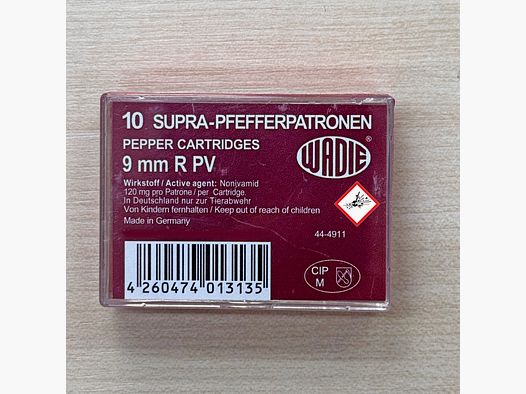 10 SUPRA-PFEFFERPATRONEN
PEPPER CARTRIDGES
9 mm R PV
WADIE ®
Wirkstoff / Active agent: Nonivamid
120 mg pro Patrone / per Cartridge.
In Deutschland nur zur Tierabwehr
Von Kindern fernhalten / Keep out of reach of children
Made in Germany
44-4911
4 260474 013135
CIP
M